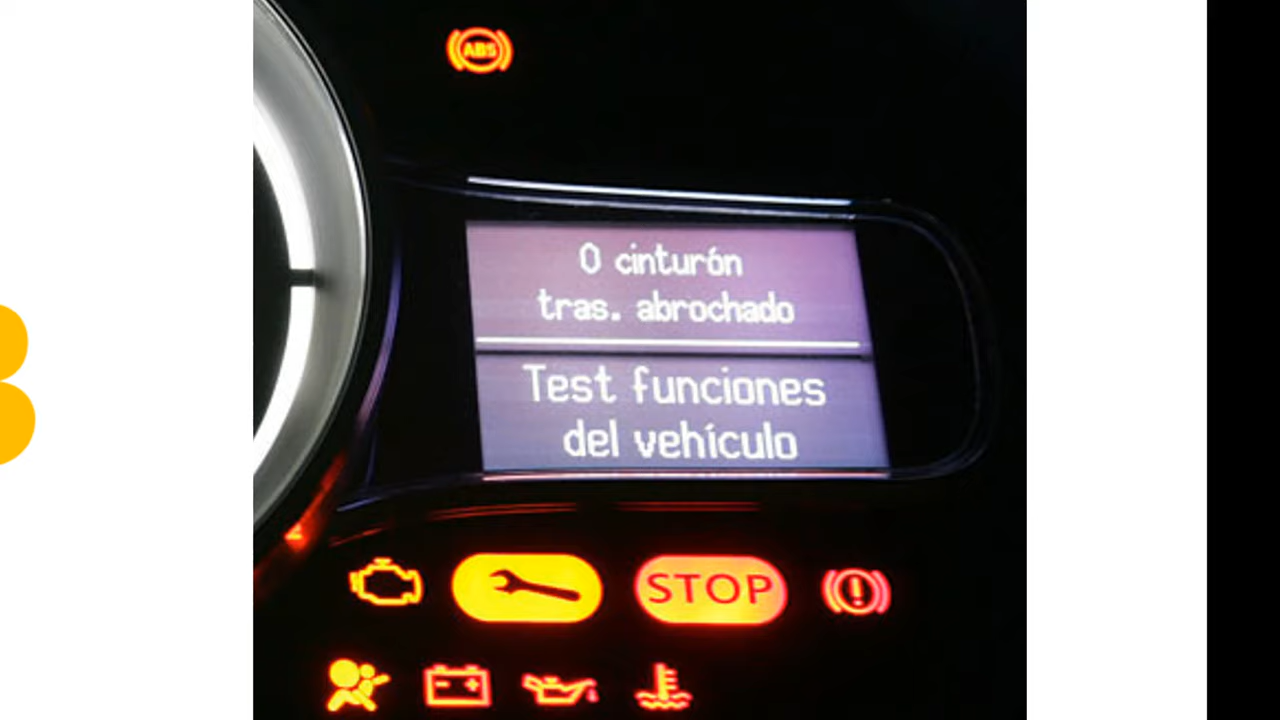 ABS
0 cinturón
tras. abrochado
Test funciones
del vehículo
STOP